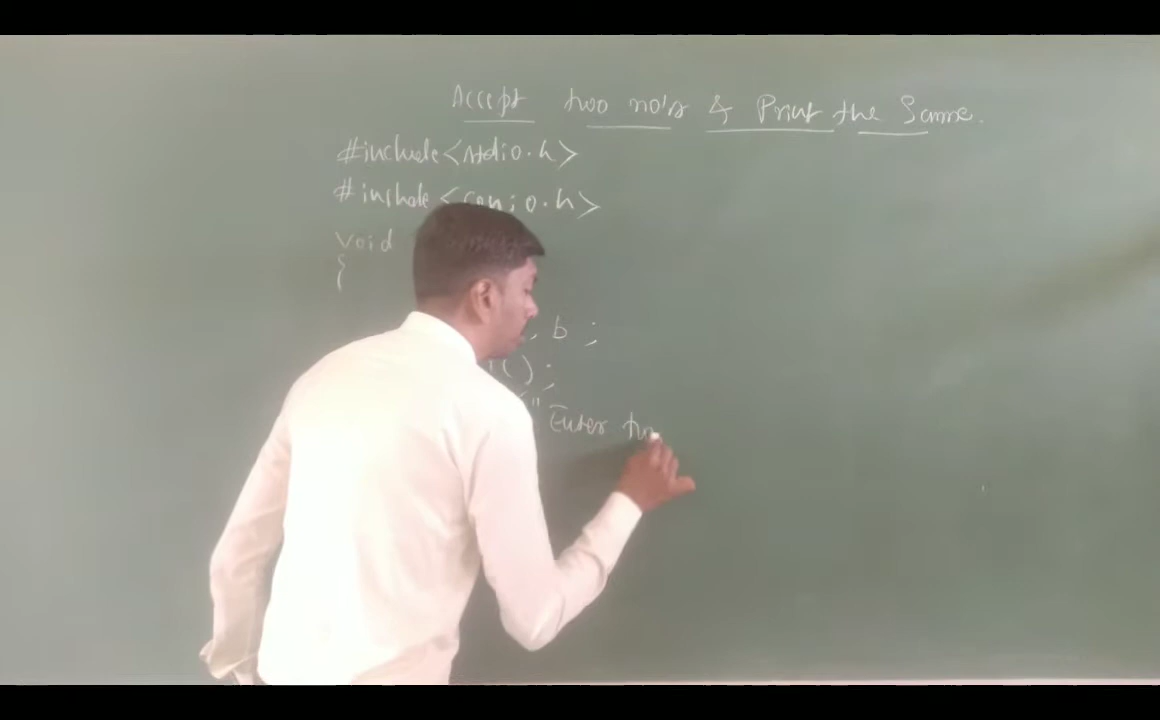 Accept two no's & Print the Same.
#include<stdio.h>
#include<conio.h>
void
{
, b ;
( ) ;
(" Enter tw